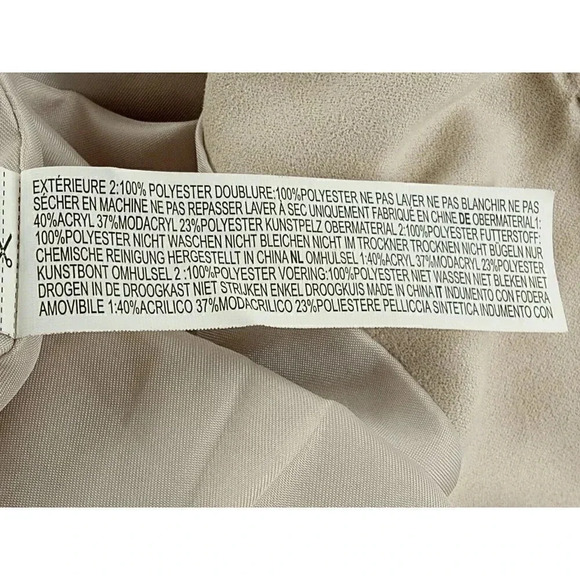 EXTÉRIEURE 2:100% POLYESTER DOUBLURE:100%POLYESTER NE PAS LAVER NE PAS BLANCHIR NE PAS
SÉCHER EN MACHINE NE PAS REPASSER LAVER À SEC UNIQUEMENT FABRIQUÉ EN CHINE DE OBERMATERIAL1:
40%ACRYL 37%MODACRYL 23%POLYESTER KUNSTPELZ OBERMATERIAL 2:100%POLYESTER FUTTERSTOFF:
100%POLYESTER NICHT WASCHEN NICHT BLEICHEN NICHT IM TROCKNER TROCKNEN NICHT BÜGELN NUR
CHEMISCHE REINIGUNG HERGESTELLT IN CHINA NL OMHULSEL 1:40%ACRYL 37%MODACRYL 23%POLYESTER
KUNSTBONT OMHULSEL 2 :100%POLYESTER VOERING:100%POLYESTER NIET WASSEN NIET BLEKEN NIET
DROGEN IN DE DROOGKAST NIET STRIJKEN ENKEL DROOGKUIS MADE IN CHINA IT INDUMENTO CON FODERA
AMOVIBILE 1:40%ACRILICO 37%MODACRILICO 23%POLIESTERE PELLICCIA SINTETICA INDUMENTO CON